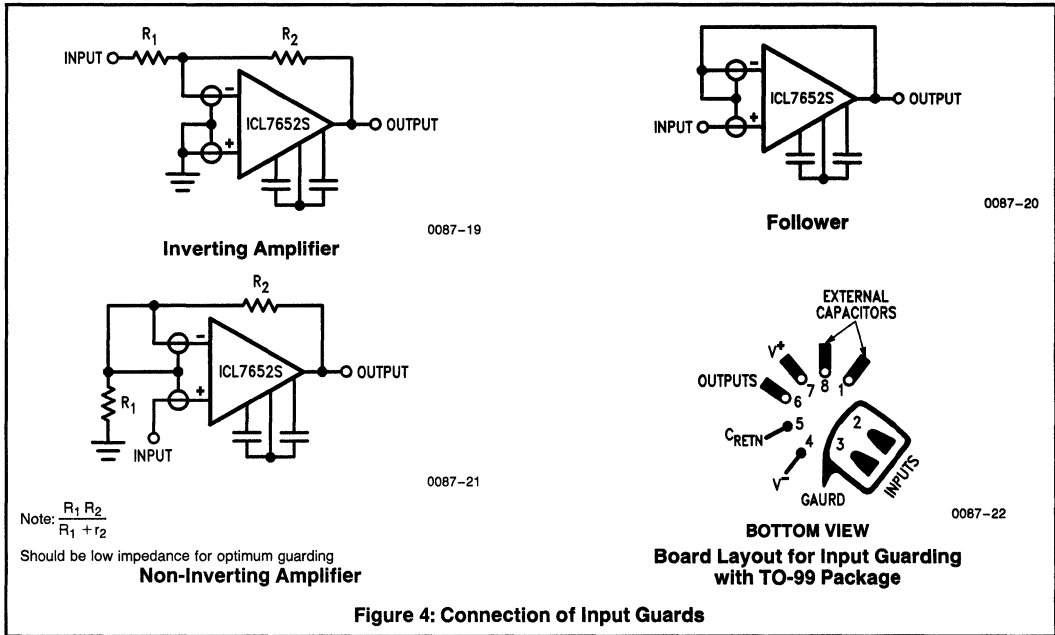 R1
R2
INPUT
-
ICL7652S
+
OUTPUT
0087-19
Inverting Amplifier
-
ICL7652S
+
INPUT
OUTPUT
0087-20
Follower
R2
-
ICL7652S
+
OUTPUT
R1
INPUT
0087-21
Note: R1 R2
R1 + r2
Should be low impedance for optimum guarding
Non-Inverting Amplifier
EXTERNAL
CAPACITORS
V+
OUTPUTS
7
8
1
6
5
CRETN
4
V-
3
2
INPUTS
GAURD
0087-22
BOTTOM VIEW
Board Layout for Input Guarding
with TO-99 Package
Figure 4: Connection of Input Guards